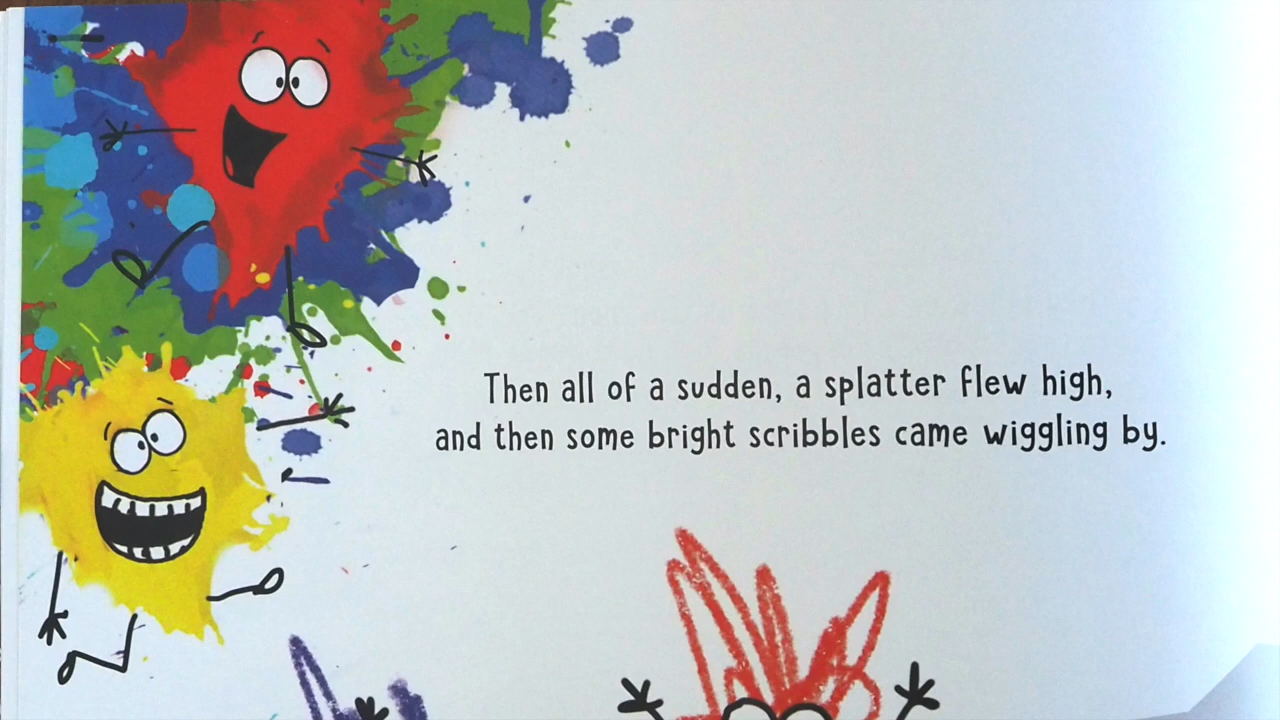 Then all of a sudden, a splatter flew high,
and then some bright scribbles came wiggling by.